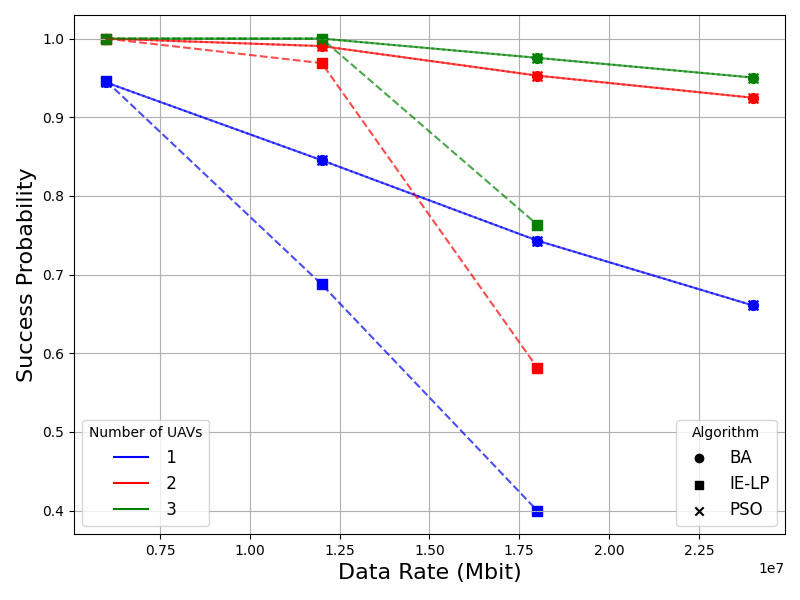 Success Probability
1.0
0.9
0.8
0.7
0.6
0.5
0.4
Number of UAVs
1
2
3
Algorithm
BA
IE-LP
PSO
0.75 1.00 1.25 1.50 1.75 2.00 2.25
1e7
Data Rate (Mbit)